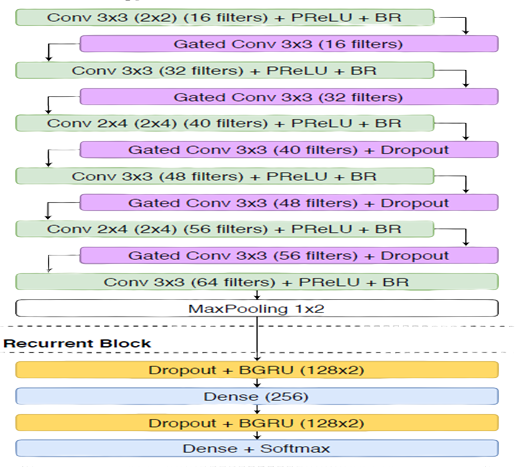 Conv 3x3 (2x2) (16 filters) + PReLU + BR
Gated Conv 3x3 (16 filters)
Conv 3x3 (32 filters) + PReLU + BR
Gated Conv 3x3 (32 filters)
Conv 2x4 (2x4) (40 filters) + PReLU + BR
Gated Conv 3x3 (40 filters) + Dropout
Conv 3x3 (48 filters) + PReLU + BR
Gated Conv 3x3 (48 filters) + Dropout
Conv 2x4 (2x4) (56 filters) + PReLU + BR
Gated Conv 3x3 (56 filters) + Dropout
Conv 3x3 (64 filters) + PReLU + BR
MaxPooling 1x2
Recurrent Block
Dropout + BGRU (128x2)
Dense (256)
Dropout + BGRU (128x2)
Dense + Softmax